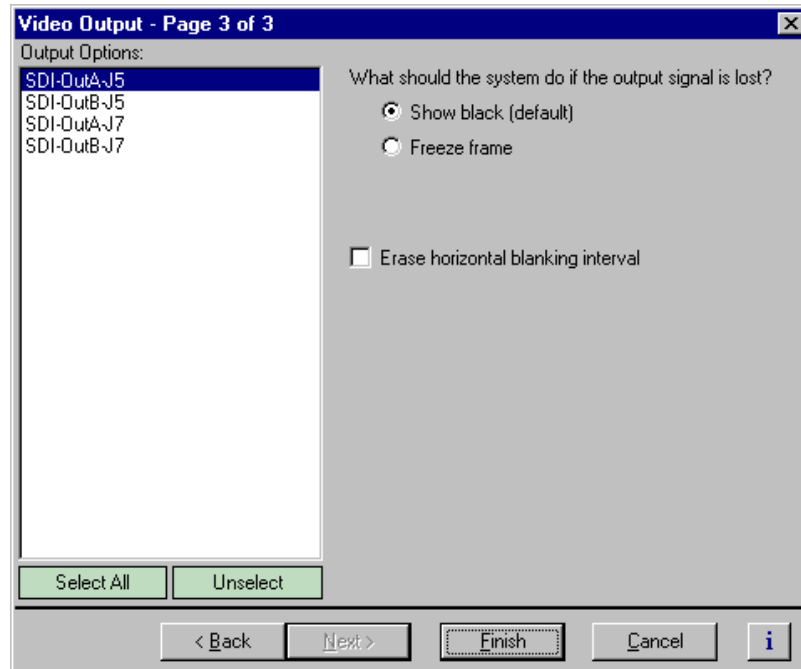 Video Output - Page 3 of 3
Output Options:
SDI-OutA-J5
SDI-OutB-J5
SDI-OutA-J7
SDI-OutB-J7
What should the system do if the output signal is lost?
Show black (default)
Freeze frame
Erase horizontal blanking interval
Select All
Unselect
< Back
Next >
Finish
Cancel
i